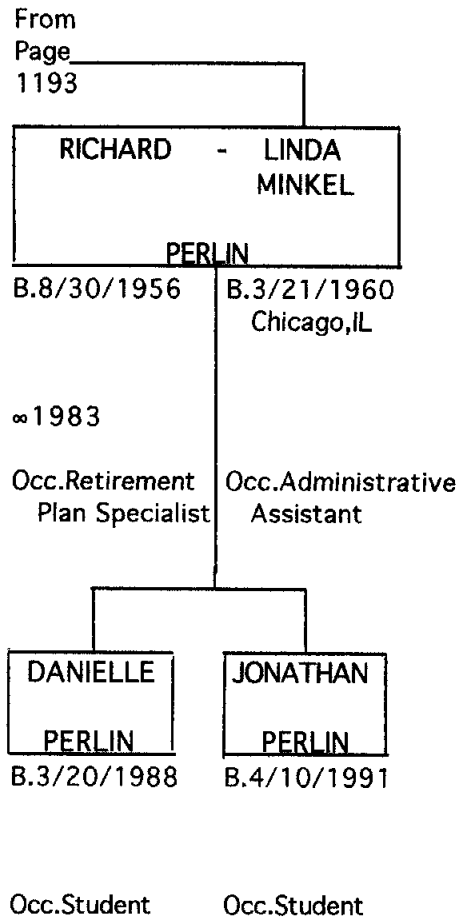 From
Page
1193
RICHARD - LINDA
MINKEL
PERLIN
B.8/30/1956 B.3/21/1960
Chicago,IL
∞1983
Occ.Retirement Occ.Administrative
Plan Specialist Assistant
DANIELLE JONATHAN
PERLIN PERLIN
B.3/20/1988 B.4/10/1991
Occ.Student Occ.Student